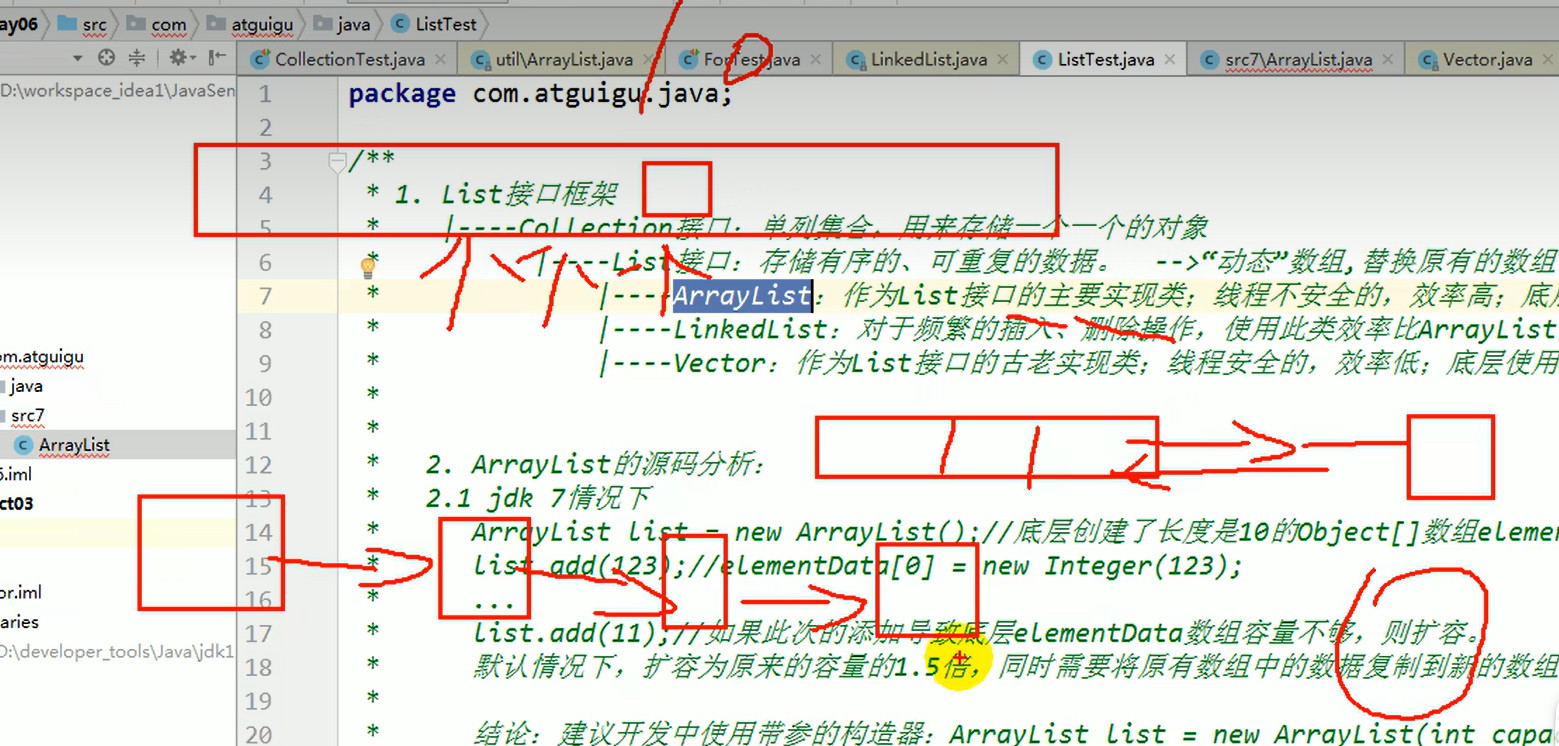 ay06 src com atguigu java ListTest
CollectionTest.java util\ArrayList.java ForTest.java LinkedList.java ListTest.java src7\ArrayList.java Vector.java
D:\workspace_idea1\JavaSen
om.atguigu
java
src7
ArrayList
.iml
ct03
or.iml
aries
D:\developer_tools\Java\jdk1
1 package com.atguigu.java;
2
3 /**
4 * 1. List接口框架
5 * |----Collection接口：单列集合，用来存储一个一个的对象
6 * |----List接口：存储有序的、可重复的数据。 -->“动态”数组,替换原有的数组
7 * |----ArrayList：作为List接口的主要实现类；线程不安全的，效率高；底层
8 * |----LinkedList：对于频繁的插入、删除操作，使用此类效率比ArrayList
9 * |----Vector：作为List接口的古老实现类；线程安全的，效率低；底层使用
10 *
11 *
12 * 2. ArrayList的源码分析：
13 * 2.1 jdk 7情况下
14 * ArrayList list = new ArrayList();//底层创建了长度是10的Object[]数组elemen
15 * list.add(123);//elementData[0] = new Integer(123);
16 * ...
17 * list.add(11);//如果此次的添加导致底层elementData数组容量不够，则扩容。
18 * 默认情况下，扩容为原来的容量的1.5倍，同时需要将原有数组中的数据复制到新的数组
19 *
20 * 结论：建议开发中使用带参的构造器：ArrayList list = new ArrayList(int capa